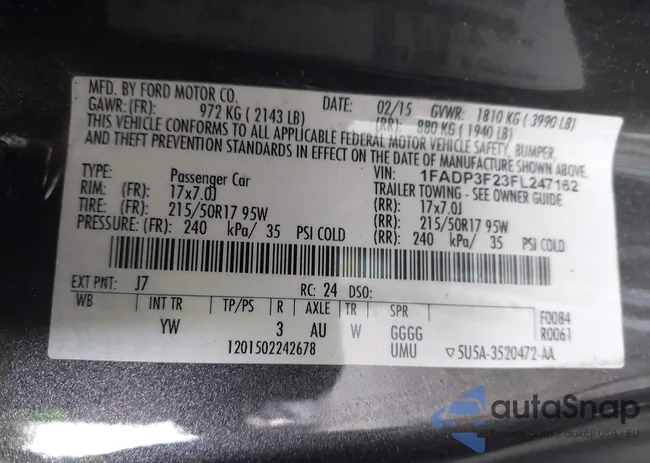 MFD. BY FORD MOTOR CO.
DATE: 02/15 GVWR: 1810 KG (3990 LB)
GAWR: (FR): 972 KG (2143 LB) (RR): 880 KG (1940 LB)
THIS VEHICLE CONFORMS TO ALL APPLICABLE FEDERAL MOTOR VEHICLE SAFETY, BUMPER,
AND THEFT PREVENTION STANDARDS IN EFFECT ON THE DATE OF MANUFACTURE SHOWN ABOVE.
VIN: 1FADP3F23FL247162
TYPE: Passenger Car TRAILER TOWING - SEE OWNER GUIDE
RIM: (FR): 17x7.0J (RR): 17x7.0J
TIRE: (FR): 215/50R17 95W (RR): 215/50R17 95W
PRESSURE: (FR): 240 kPa/ 35 PSI COLD (RR): 240 kPa/ 35 PSI COLD
EXT PNT: J7 RC: 24 DSO:
WB INT TR TP/PS R AXLE TR SPR F0084
YW 3 AU W GGGG R0061
1201502242678 UMU ▽5U5A-3520472-AA
autaSnap
z aukcji USA i EU